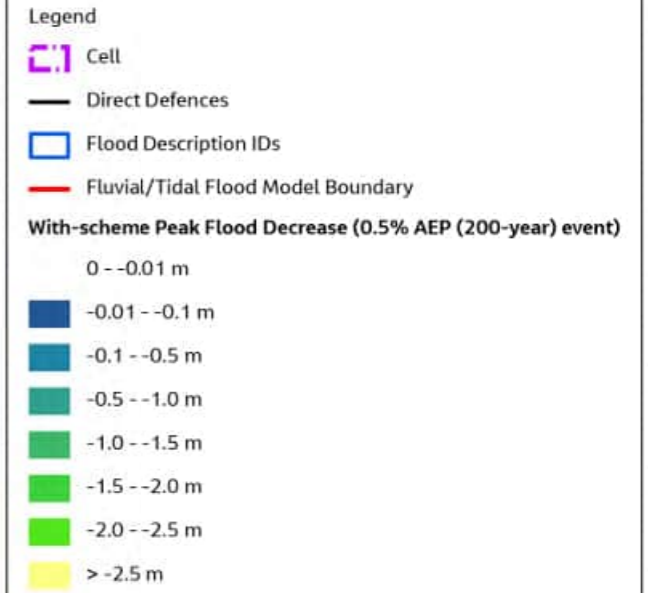 Legend
Cell
Direct Defences
Flood Description IDs
Fluvial/Tidal Flood Model Boundary
With-scheme Peak Flood Decrease (0.5% AEP (200-year) event)
0 - -0.01 m
-0.01 - -0.1 m
-0.1 - -0.5 m
-0.5 - -1.0 m
-1.0 - -1.5 m
-1.5 - -2.0 m
-2.0 - -2.5 m
> -2.5 m